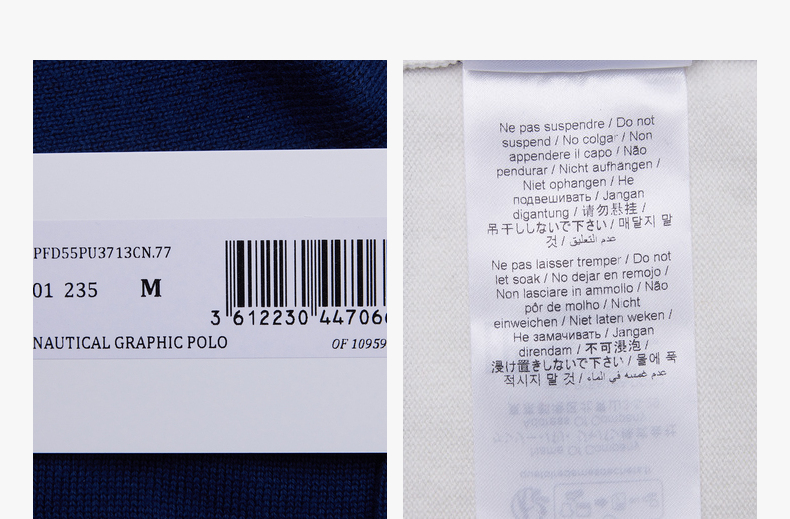 PFD55PU3713CN.77
01 235 M
3 612230 44706
NAUTICAL GRAPHIC POLO
OF 10959
Ne pas suspendre / Do not
suspend / No colgar / Non
appendere il capo / Não
pendurar / Nicht aufhängen /
Niet ophangen / Не
подвешивать / Jangan
digantung / 请勿悬挂 /
吊干ししないで下さい / 매달지 말
것 / عدم التعليق
Ne pas laisser tremper / Do not
let soak / No dejar en remojo /
Non lasciare in ammollo / Não
pôr de molho / Nicht
einweichen / Niet laten weken /
Не замачивать / Jangan
direndam / 不可浸泡 /
浸け置きしないで下さい / 물에 푹
적시지 말 것 / عدم غمسه في الماء